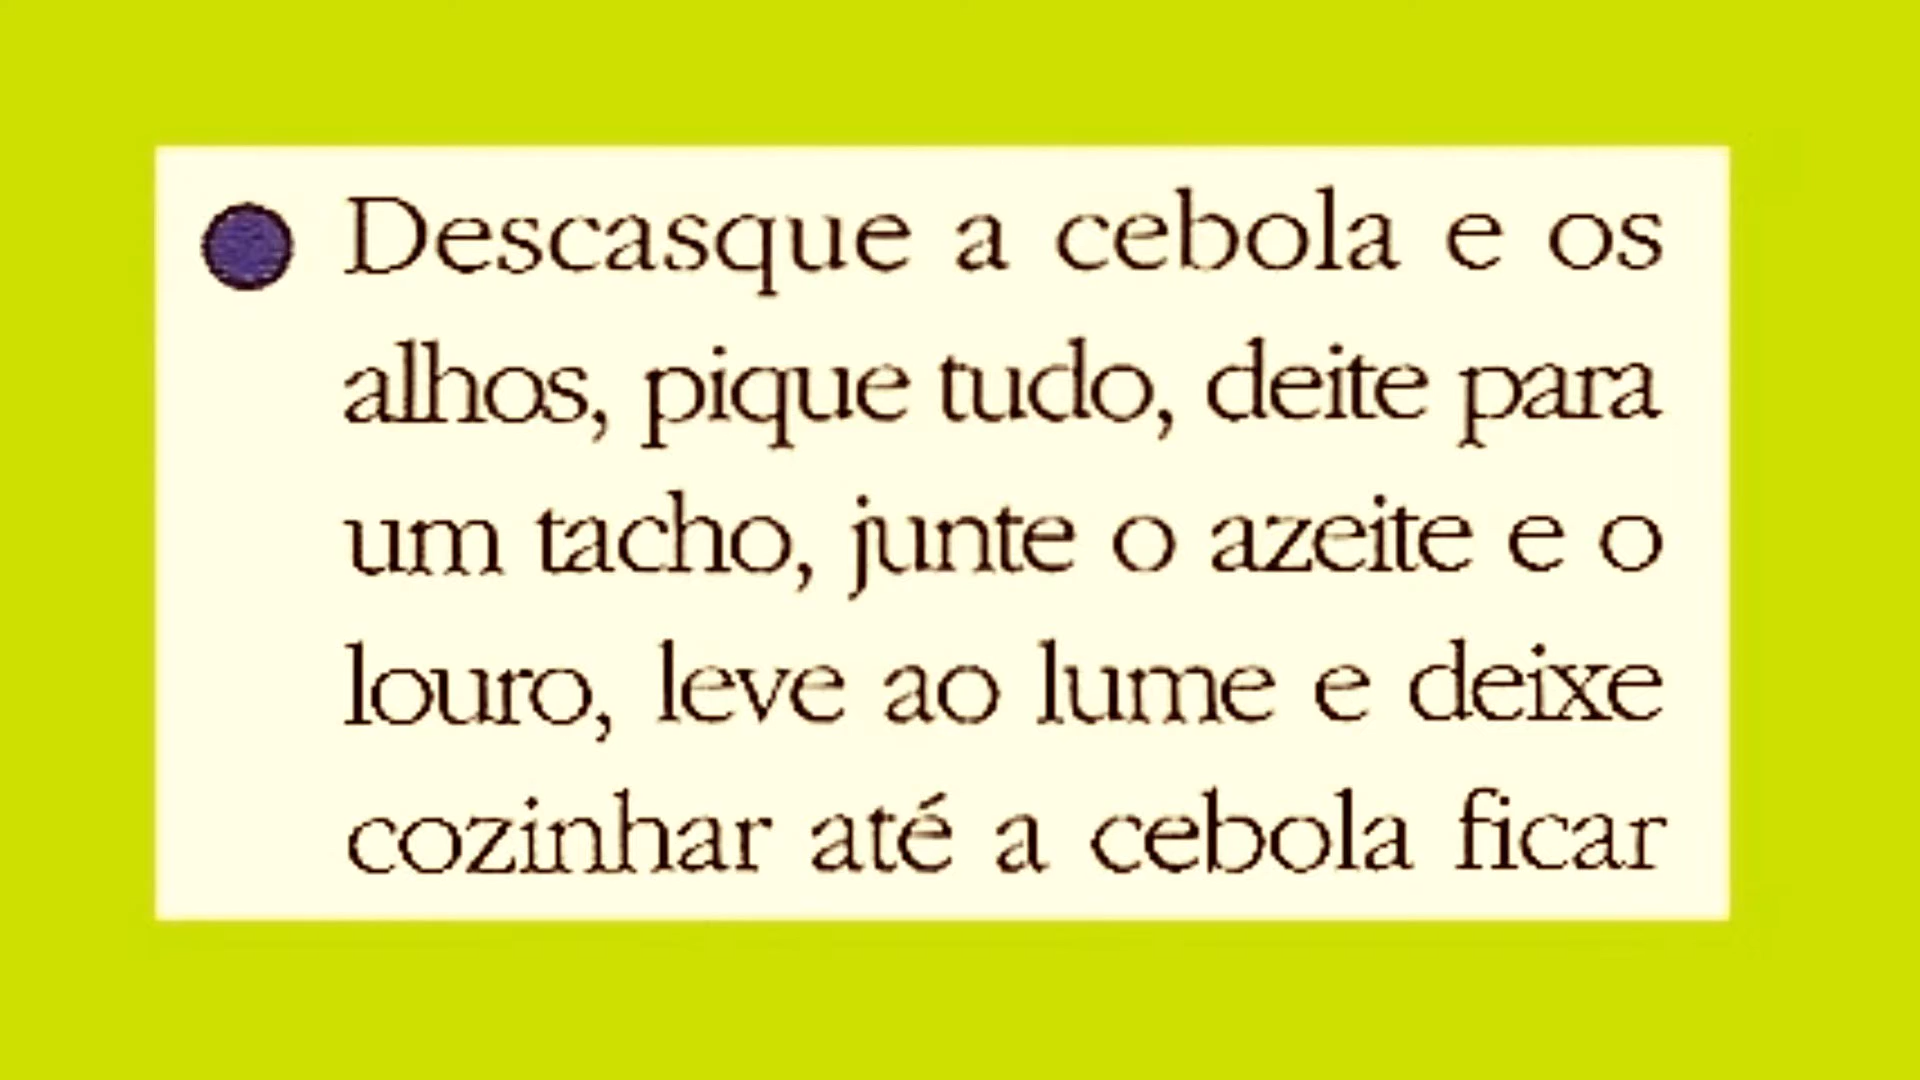 Descasque a cebola e os
alhos, pique tudo, deite para
um tacho, junte o azeite e o
louro, leve ao lume e deixe
cozinhar até a cebola ficar